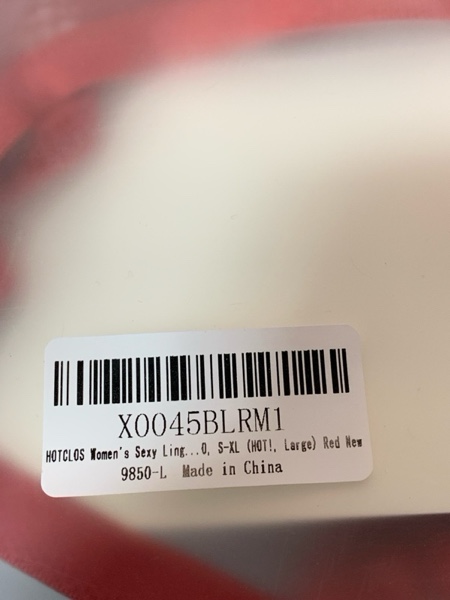 X0045BLRM1
HOTCLOS Women's Sexy Ling...0, S-XL (HOT!, Large) Red New
9850-L Made in China